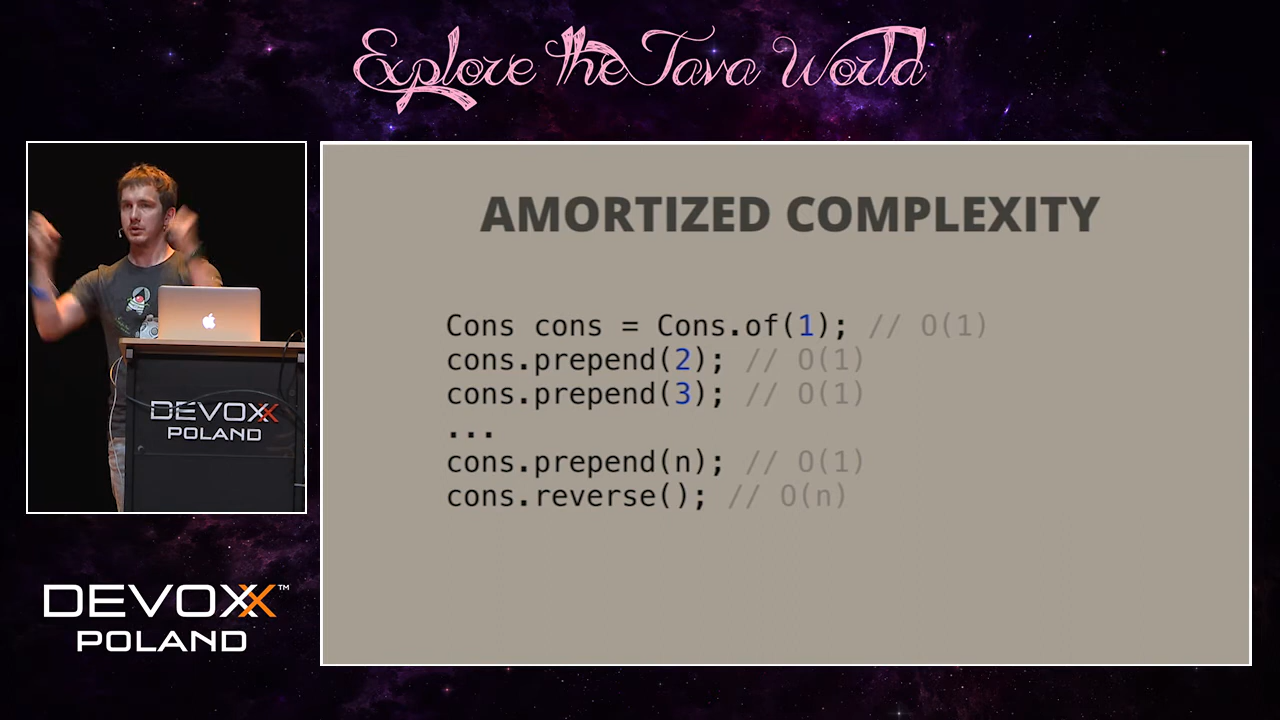 Explore the Java World
AMORTIZED COMPLEXITY
Cons cons = Cons.of(1); // O(1)
cons.prepend(2); // O(1)
cons.prepend(3); // O(1)
...
cons.prepend(n); // O(1)
cons.reverse(); // O(n)
DEVOXX
POLAND
DEVOXX™
POLAND